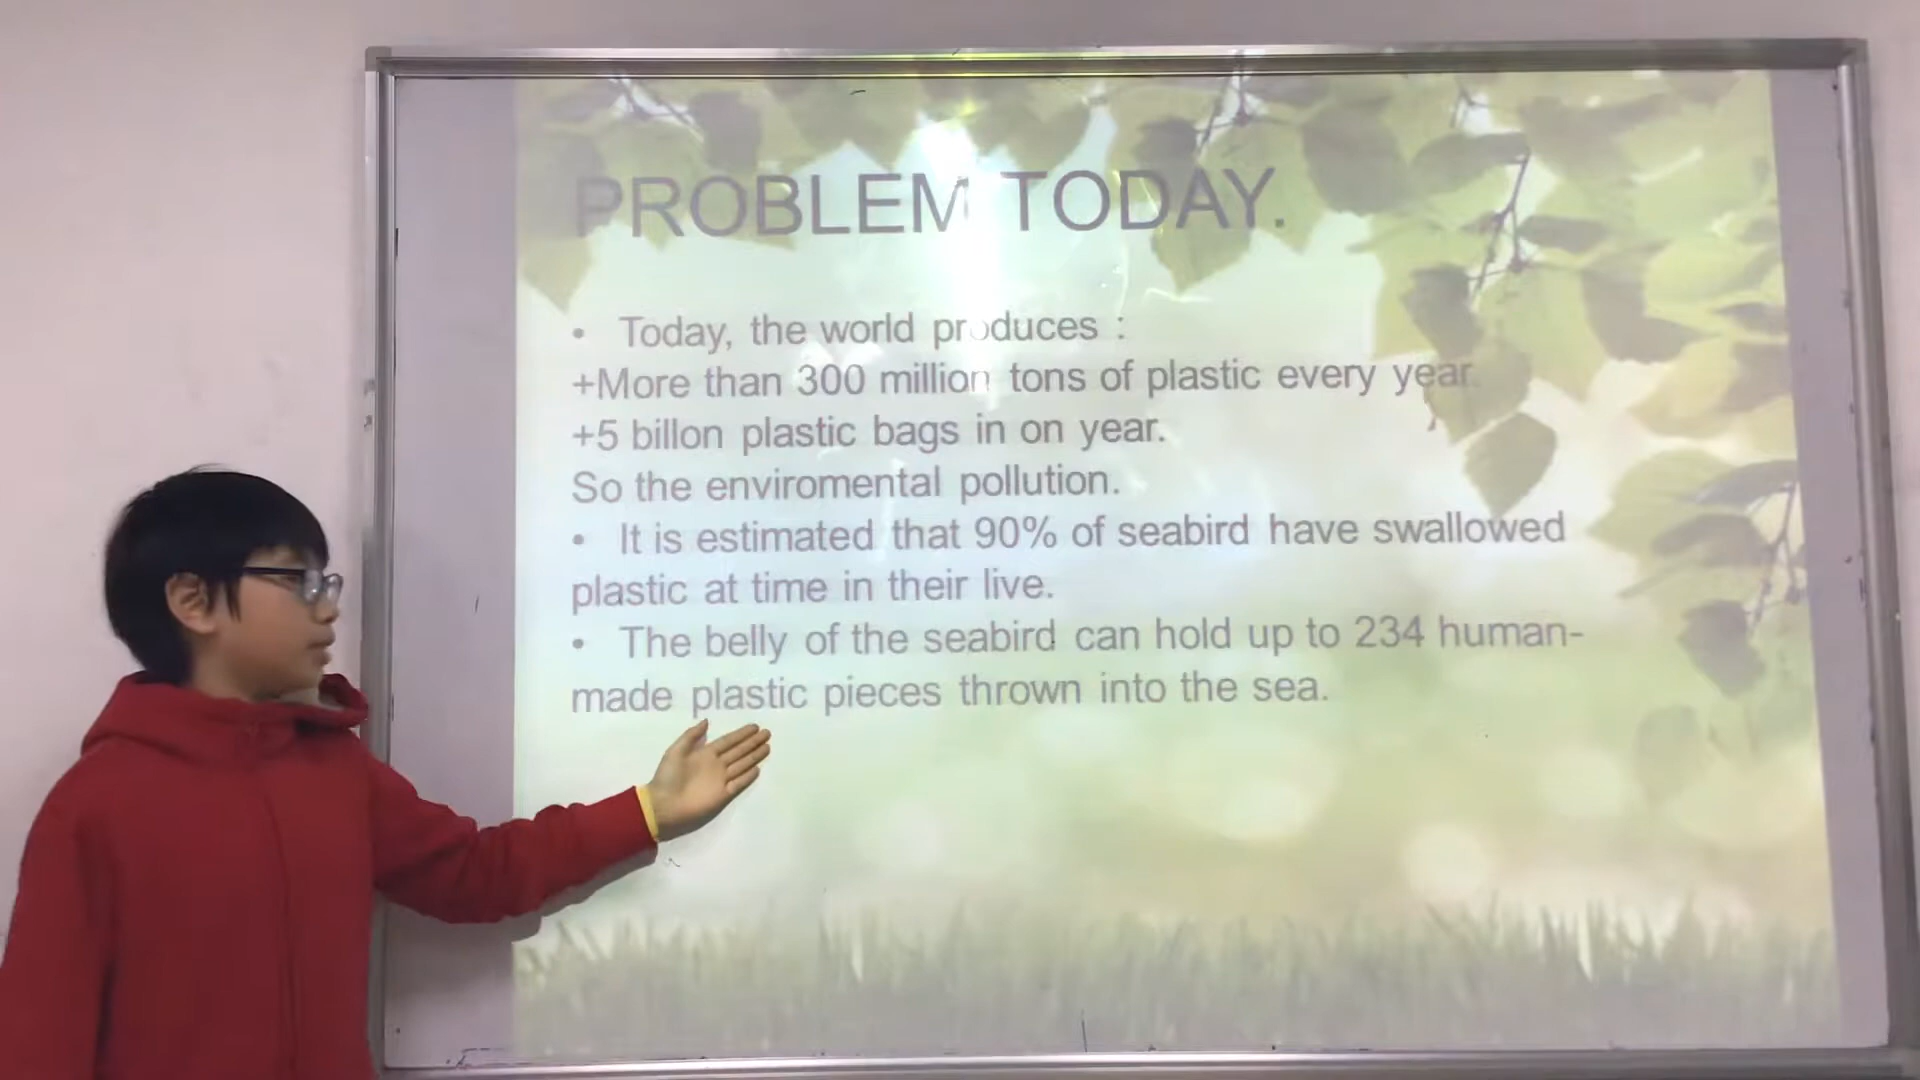 PROBLEM TODAY.
• Today, the world produces :
+More than 300 million tons of plastic every year.
+5 billon plastic bags in on year.
So the enviromental pollution.
• It is estimated that 90% of seabird have swallowed
plastic at time in their live.
• The belly of the seabird can hold up to 234 human-
made plastic pieces thrown into the sea.